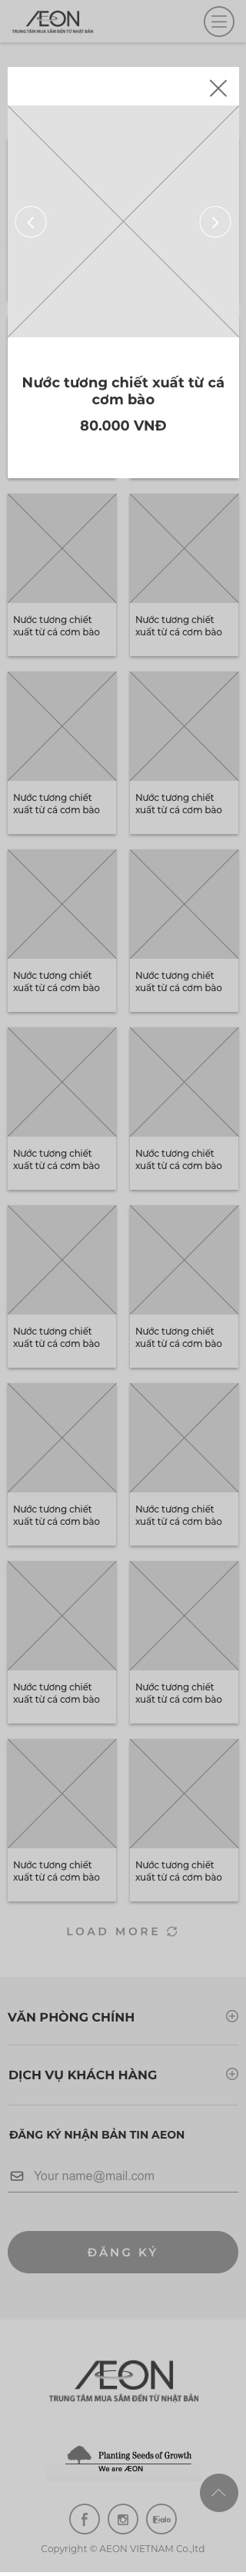 ÆON
TRUNG TÂM MUA SẮM ĐẾN TỪ NHẬT BẢN
Nước tương chiết xuất từ cá
cơm bào
80.000 VNĐ
Nước tương chiết
xuất từ cá cơm bào
Nước tương chiết
xuất từ cá cơm bào
Nước tương chiết
xuất từ cá cơm bào
Nước tương chiết
xuất từ cá cơm bào
Nước tương chiết
xuất từ cá cơm bào
Nước tương chiết
xuất từ cá cơm bào
Nước tương chiết
xuất từ cá cơm bào
Nước tương chiết
xuất từ cá cơm bào
Nước tương chiết
xuất từ cá cơm bào
Nước tương chiết
xuất từ cá cơm bào
Nước tương chiết
xuất từ cá cơm bào
Nước tương chiết
xuất từ cá cơm bào
Nước tương chiết
xuất từ cá cơm bào
Nước tương chiết
xuất từ cá cơm bào
Nước tương chiết
xuất từ cá cơm bào
Nước tương chiết
xuất từ cá cơm bào
LOAD MORE
VĂN PHÒNG CHÍNH
DỊCH VỤ KHÁCH HÀNG
ĐĂNG KÝ NHẬN BẢN TIN AEON
Your name@mail.com
ĐĂNG KÝ
ÆON
TRUNG TÂM MUA SẮM ĐẾN TỪ NHẬT BẢN
Planting Seeds of Growth
We are ÆON
f
Zalo
Copyright © AEON VIETNAM Co.,ltd